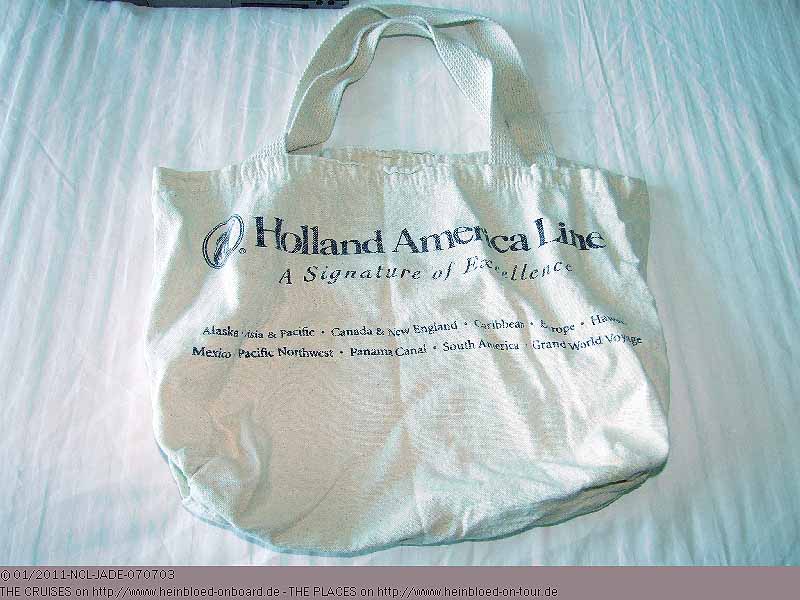 Holland America Line
A Signature of Excellence
Alaska • Asia & Pacific • Canada & New England • Caribbean • Europe • Hawaii
Mexico • Pacific Northwest • Panama Canal • South America • Grand World Voyage
©01/2011-NCL-JADE-070703
THE CRUISES on http://www.heinbloed-onboard.de - THE PLACES on http://www.heinbloed-on-tour.de